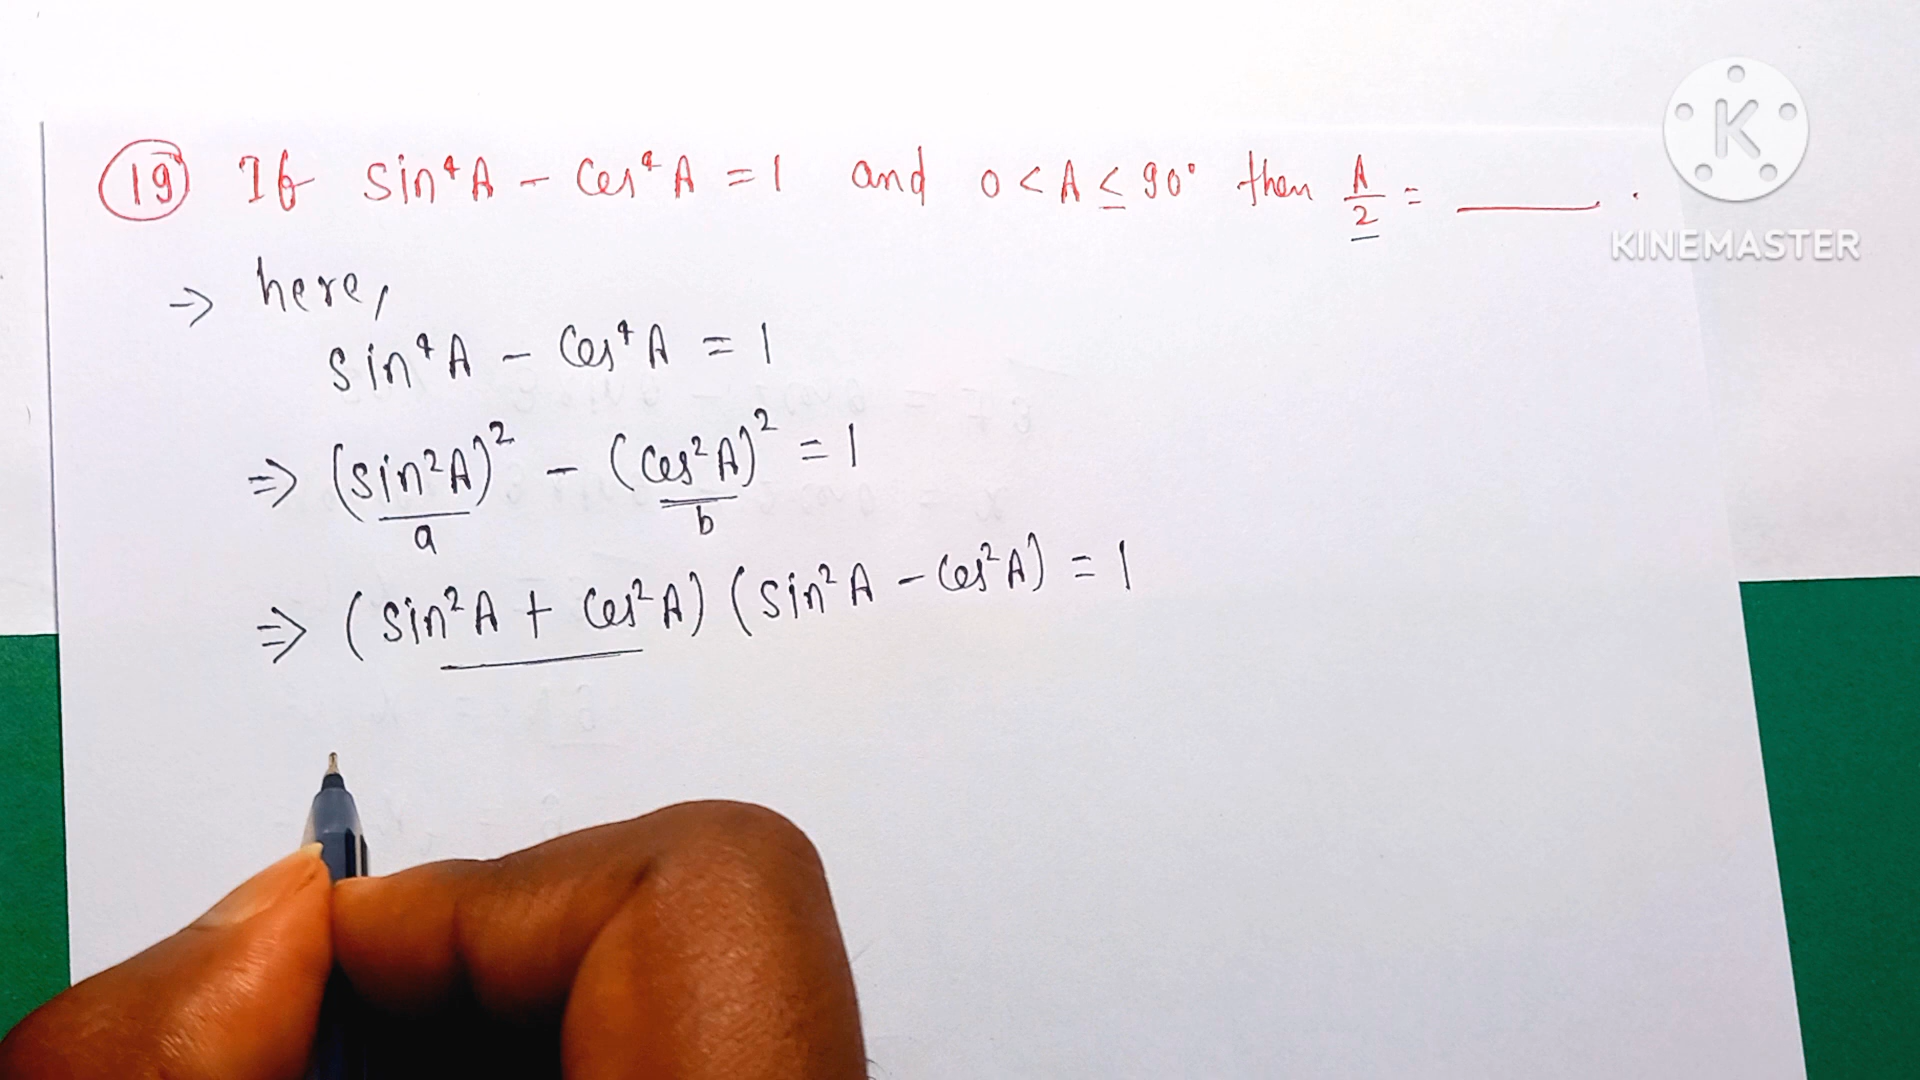 19 If sin⁴A - Cos⁴A = 1 and 0 < A ≤ 90° then A/2 = _____ .
K
KINEMASTER
→ here,
sin⁴A - Cos⁴A = 1
⇒ (sin²A)² - (Cos²A)² = 1
a b
⇒ (sin²A + Cos²A) (sin²A - Cos²A) = 1